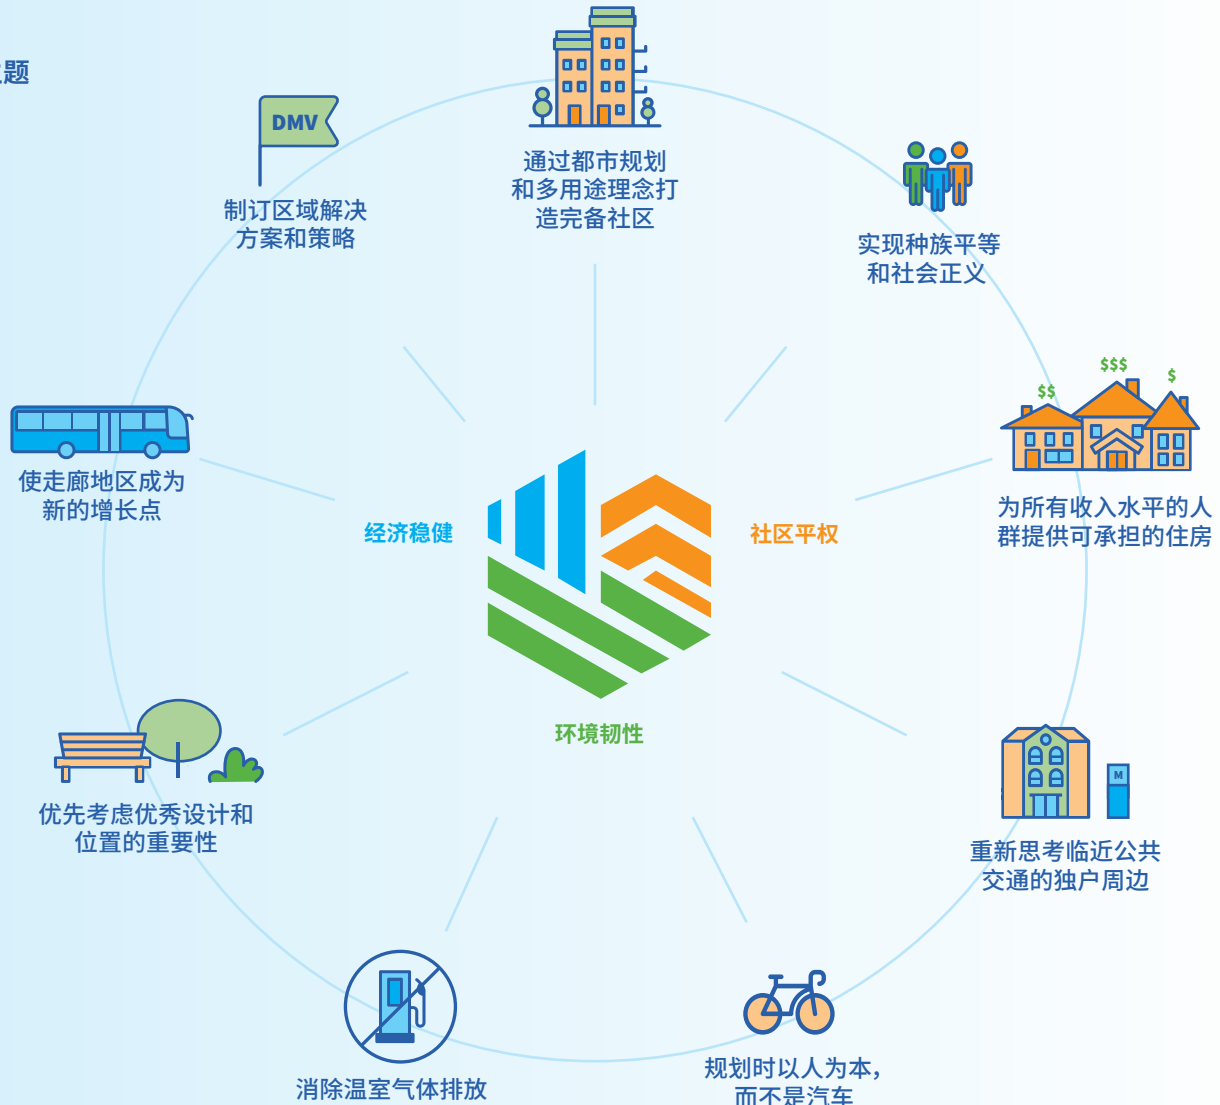 题
DMV
制订区域解决
方案和策略
通过都市规划
和多用途理念打
造完备社区
实现种族平等
和社会正义
$$
$$$
$
为所有收入水平的人
群提供可承担的住房
使走廊地区成为
新的增长点
经济稳健
社区平权
环境韧性
优先考虑优秀设计和
位置的重要性
M
重新思考临近公共
交通的独户周边
消除温室气体排放
规划时以人为本，
而不是汽车